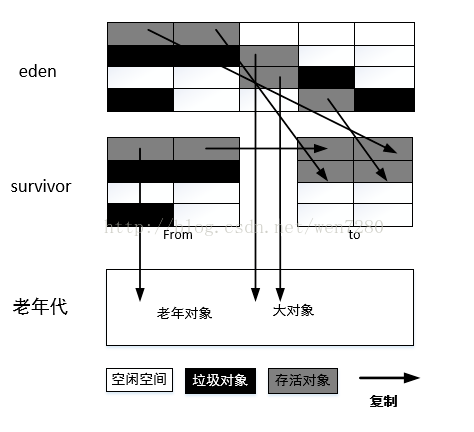 eden
survivor
http://blog.csdn.net/wen7280
From
to
老年代
老年对象
大对象
空闲空间
垃圾对象
存活对象
复制